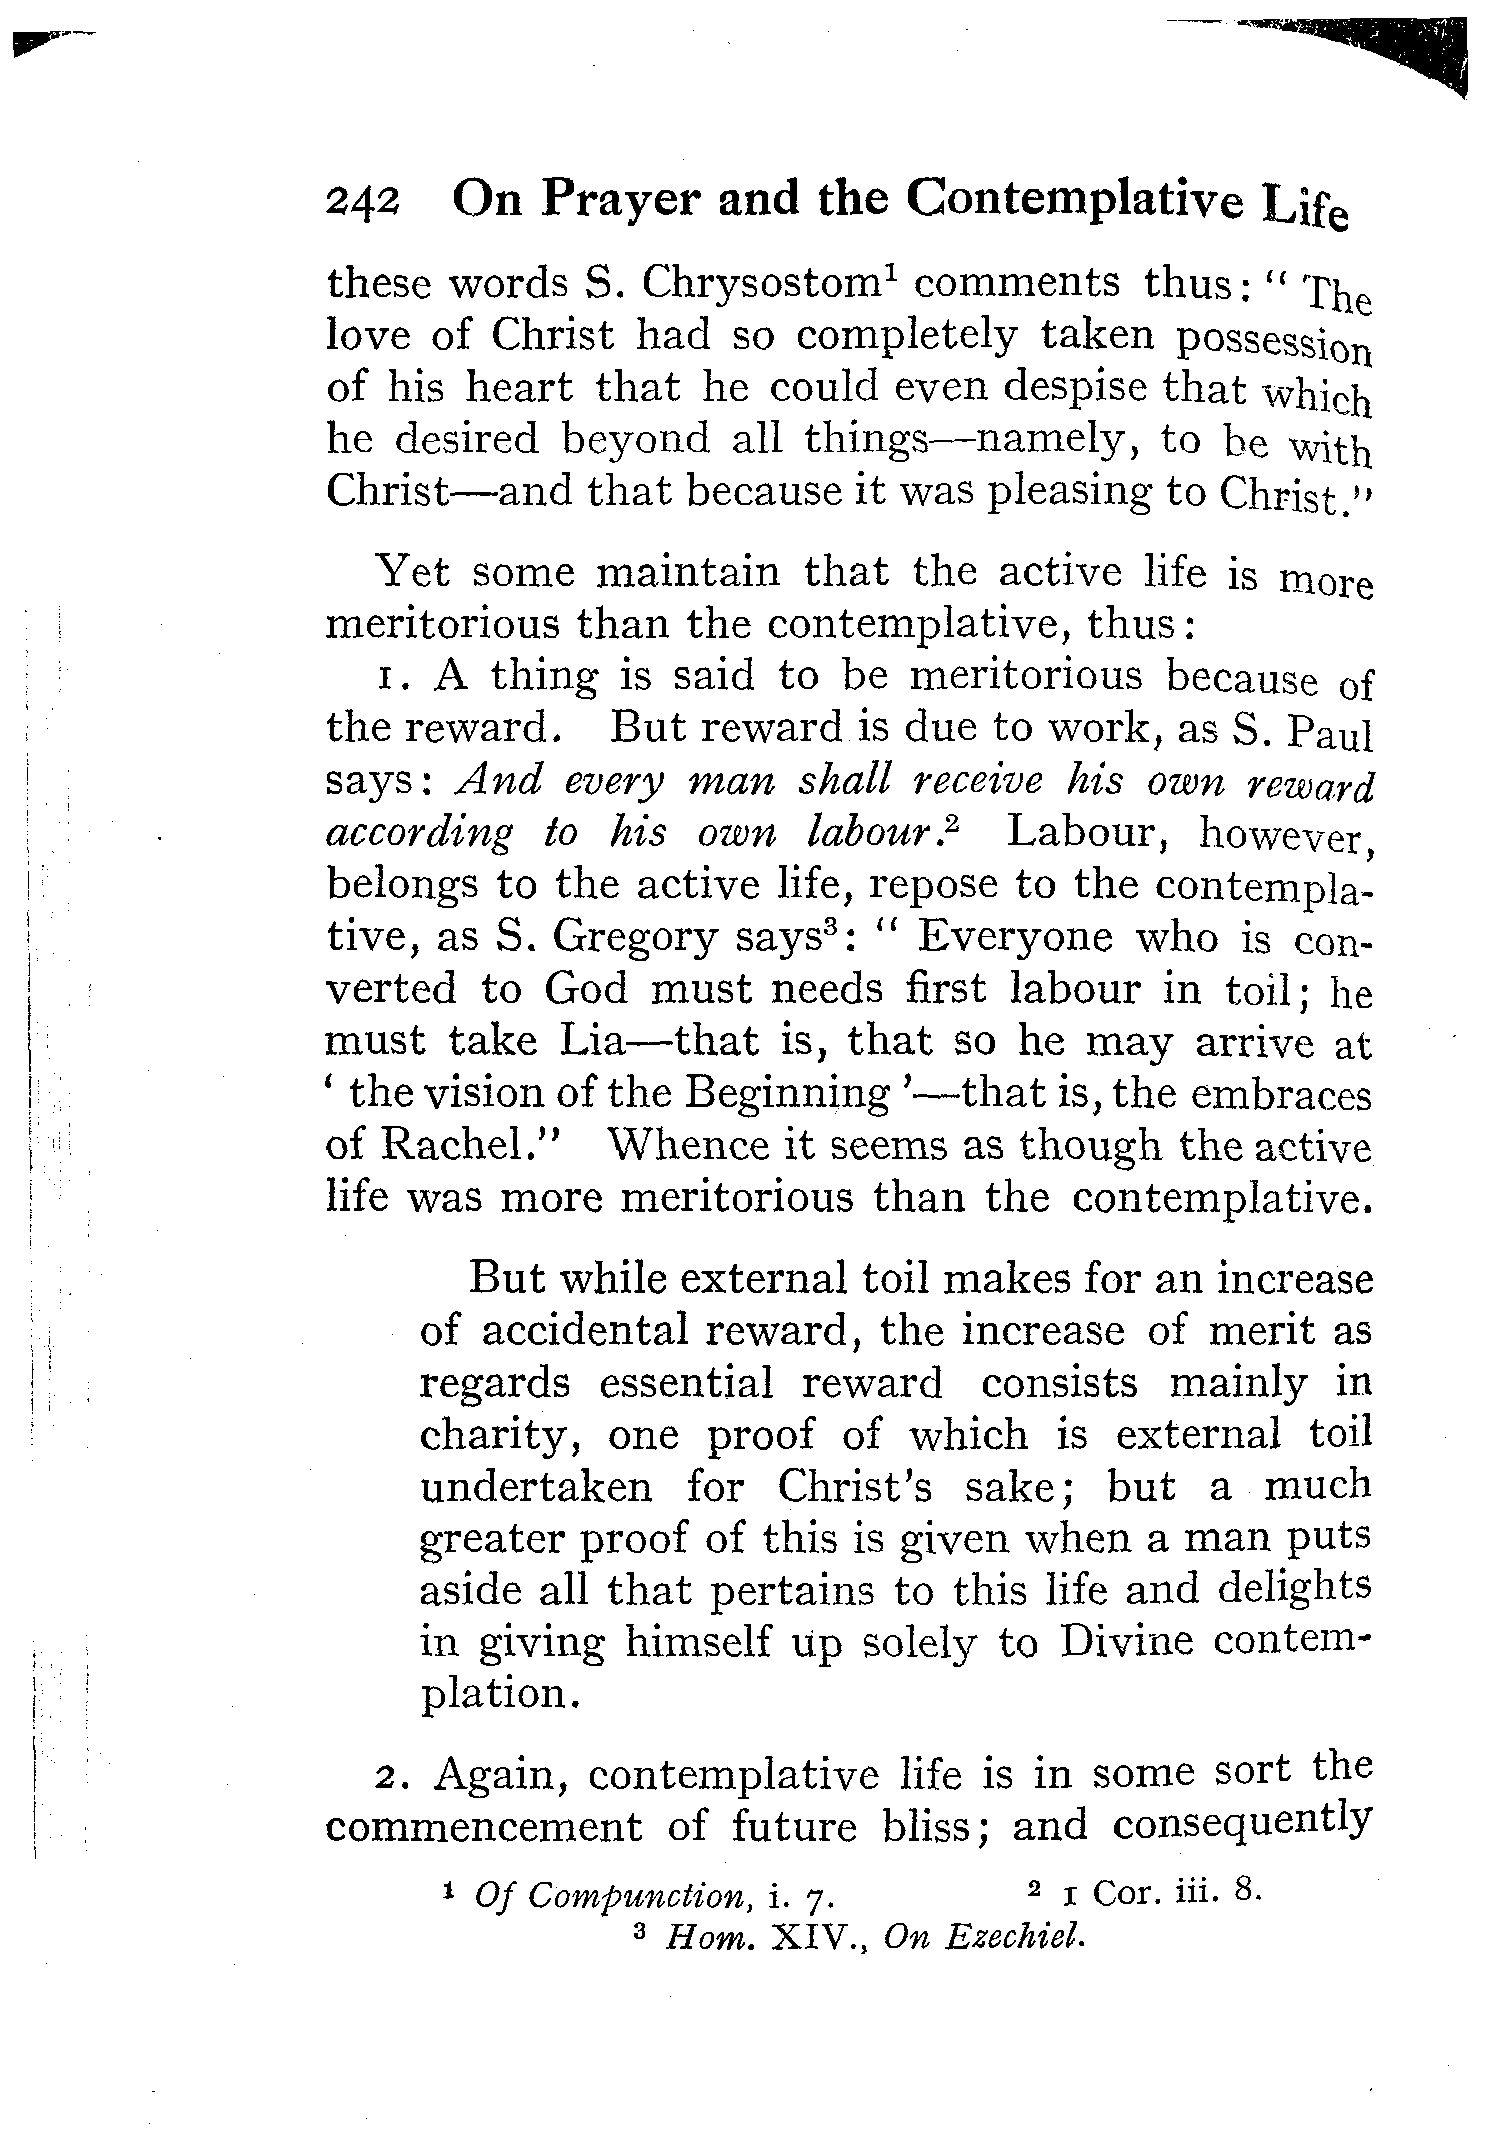 242 On Prayer and the Contemplative Life
these words S. Chrysostom¹ comments thus: " The
love of Christ had so completely taken possession
of his heart that he could even despise that which
he desired beyond all things—namely, to be with
Christ—and that because it was pleasing to Christ."
Yet some maintain that the active life is more
meritorious than the contemplative, thus:
1. A thing is said to be meritorious because of
the reward. But reward is due to work, as S. Paul
says: And every man shall receive his own reward
according to his own labour.² Labour, however,
belongs to the active life, repose to the contempla-
tive, as S. Gregory says³: " Everyone who is con-
verted to God must needs first labour in toil; he
must take Lia—that is, that so he may arrive at
' the vision of the Beginning '—that is, the embraces
of Rachel." Whence it seems as though the active
life was more meritorious than the contemplative.
But while external toil makes for an increase
of accidental reward, the increase of merit as
regards essential reward consists mainly in
charity, one proof of which is external toil
undertaken for Christ's sake; but a much
greater proof of this is given when a man puts
aside all that pertains to this life and delights
in giving himself up solely to Divine contem-
plation.
2. Again, contemplative life is in some sort the
commencement of future bliss; and consequently
¹ Of Compunction, i. 7. ² 1 Cor. iii. 8.
³ Hom. XIV., On Ezechiel.